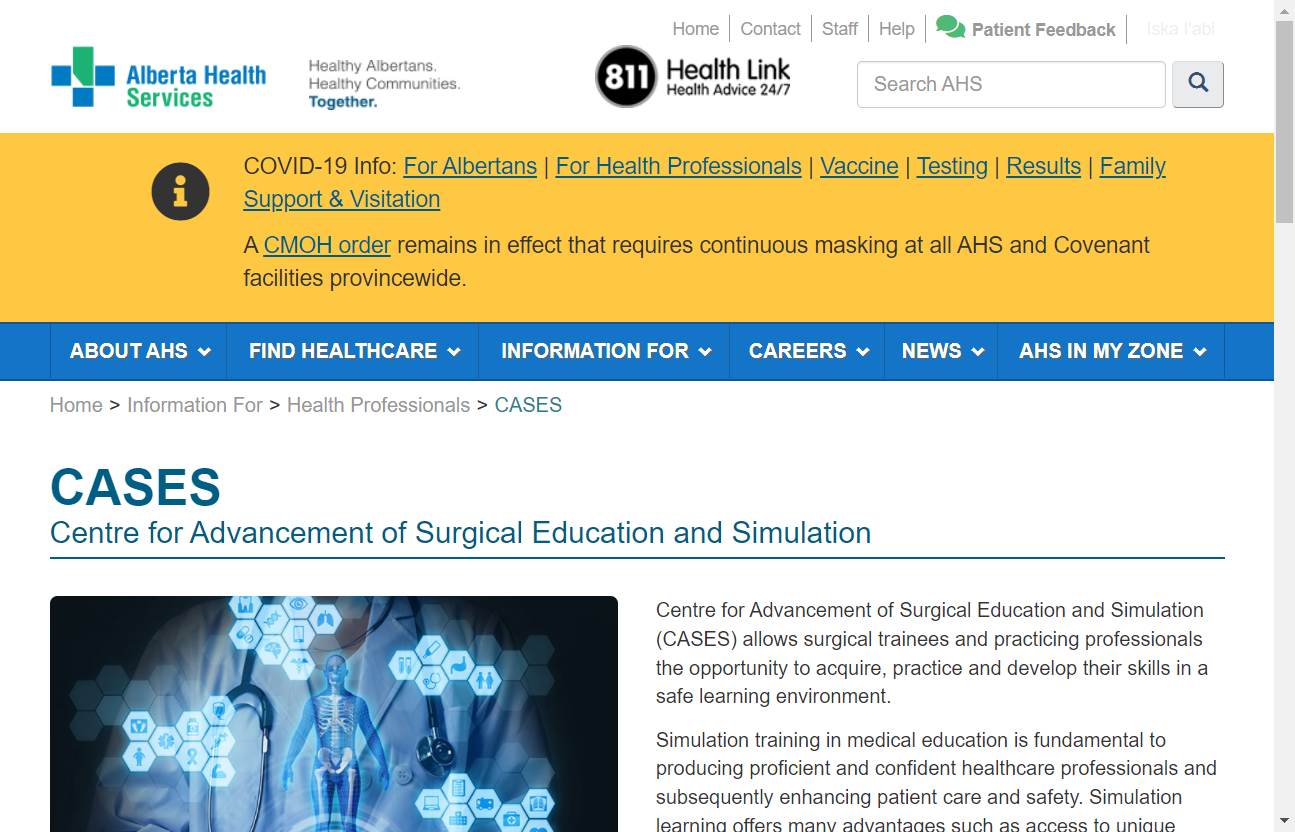 Home Contact Staff Help Patient Feedback Iska I'abi
Alberta Health
Services
Healthy Albertans.
Healthy Communities.
Together.
811 Health Link
Health Advice 24/7
Search AHS
COVID-19 Info: For Albertans | For Health Professionals | Vaccine | Testing | Results | Family
Support & Visitation
A CMOH order remains in effect that requires continuous masking at all AHS and Covenant
facilities provincewide.
ABOUT AHS FIND HEALTHCARE INFORMATION FOR CAREERS NEWS AHS IN MY ZONE
Home > Information For > Health Professionals > CASES
CASES
Centre for Advancement of Surgical Education and Simulation
Centre for Advancement of Surgical Education and Simulation
(CASES) allows surgical trainees and practicing professionals
the opportunity to acquire, practice and develop their skills in a
safe learning environment.
Simulation training in medical education is fundamental to
producing proficient and confident healthcare professionals and
subsequently enhancing patient care and safety. Simulation
learning offers many advantages such as access to unique